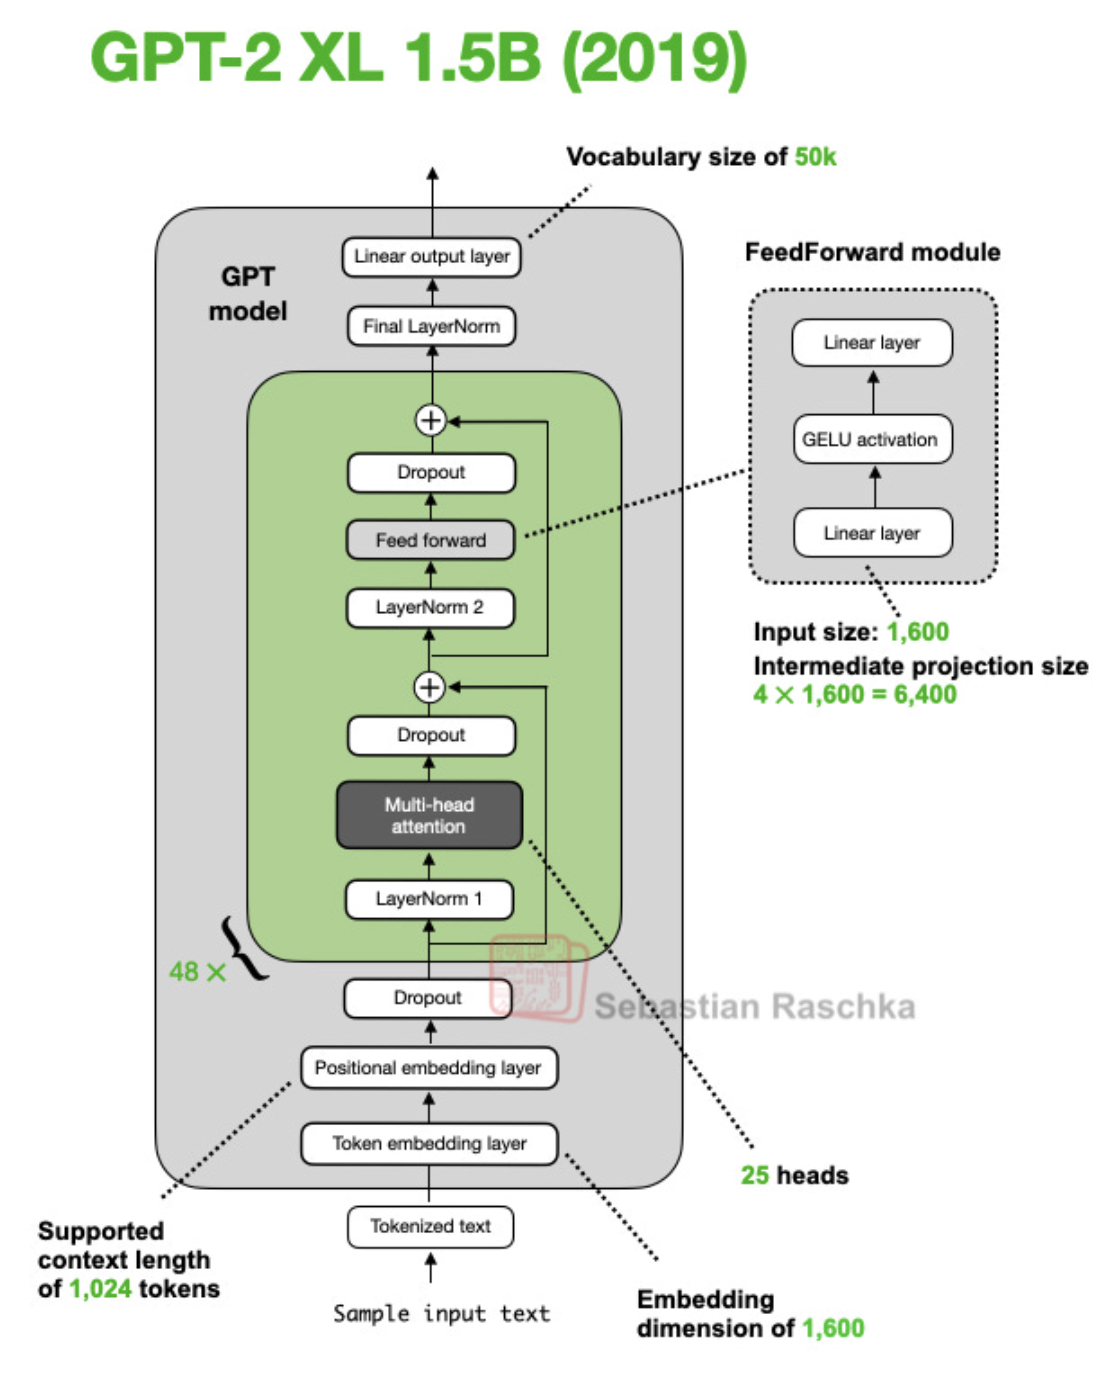 GPT-2 XL 1.5B (2019)
Vocabulary size of 50k
Linear output layer
GPT
model
Final LayerNorm
FeedForward module
Linear layer
GELU activation
Linear layer
Input size: 1,600
Intermediate projection size
4 × 1,600 = 6,400
+
Dropout
Feed forward
LayerNorm 2
+
Dropout
Multi-head
attention
LayerNorm 1
48 ×
Dropout
Sebastian Raschka
Positional embedding layer
Token embedding layer
25 heads
Tokenized text
Supported
context length
of 1,024 tokens
Sample input text
Embedding
dimension of 1,600